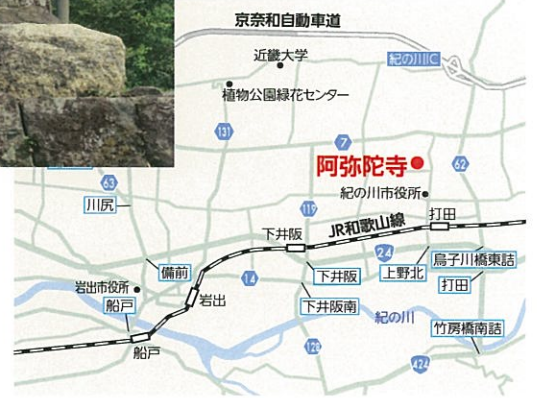 京奈和自動車道
近畿大学
紀の川IC
植物公園緑花センター
131
7
阿弥陀寺
62
63
紀の川市役所
川尻
119
打田
JR和歌山線
下井阪
24
烏子川橋東詰
備前
上野北
岩出市役所
14
下井阪
打田
船戸
岩出
下井阪南
紀の川
竹房橋南詰
船戸
128
424